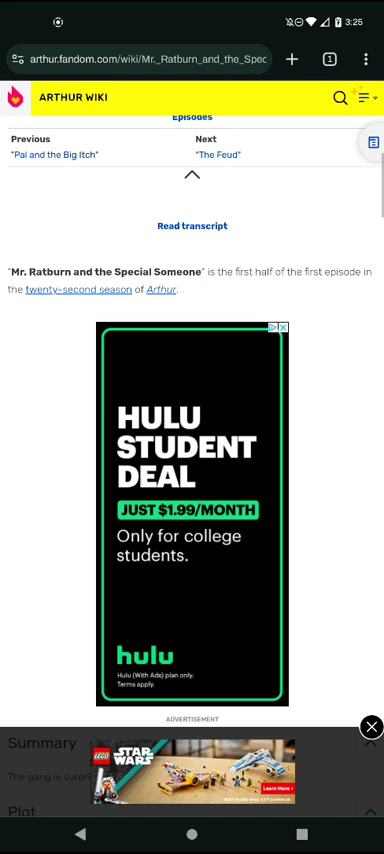 3:25
arthur.fandom.com/wiki/Mr._Ratburn_and_the_Spec
1
ARTHUR WIKI
Episodes
Previous
Next
"Pal and the Big Itch"
"The Feud"
Read transcript
"Mr. Ratburn and the Special Someone" is the first half of the first episode in
the twenty-second season of Arthur.
HULU
STUDENT
DEAL
JUST $1.99/MONTH
Only for college
students.
hulu
Hulu (With Ads) plan only.
Terms apply.
ADVERTISEMENT
Summary
LEGO STAR WARS
Learn More
The gang is surpri
Plot